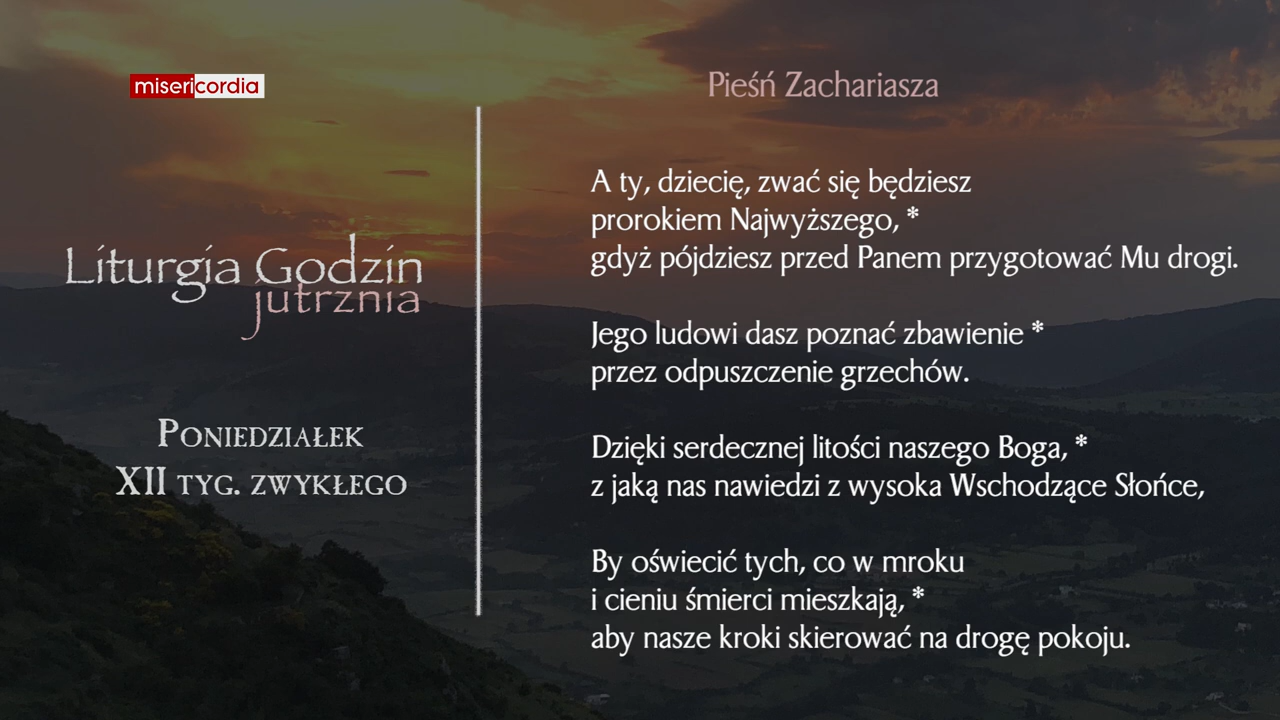 misericordia
Liturgia Godzin
jutrznia
Poniedziałek
XII tyg. zwykłego
Pieśń Zachariasza
A ty, dziecię, zwać się będziesz
prorokiem Najwyższego, *
gdyż pójdziesz przed Panem przygotować Mu drogi.
Jego ludowi dasz poznać zbawienie *
przez odpuszczenie grzechów.
Dzięki serdecznej litości naszego Boga, *
z jaką nas nawiedzi z wysoka Wschodzące Słońce,
By oświecić tych, co w mroku
i cieniu śmierci mieszkają, *
aby nasze kroki skierować na drogę pokoju.